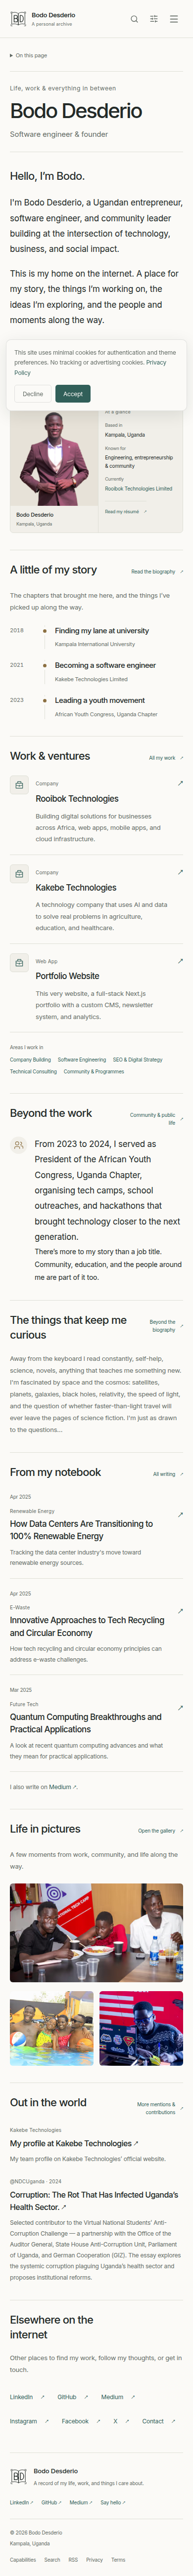 BD
Bodo Desderio
A personal archive
On this page
Life, work & everything in between
Bodo Desderio
Software engineer & founder
Hello, I'm Bodo.
I'm Bodo Desderio, a Ugandan entrepreneur,
software engineer, and community leader
building at the intersection of technology,
business, and social impact.
This is my home on the internet. A place for
my story, the things I'm working on, the
ideas I'm exploring, and the people and
moments along the way.
This site uses minimal cookies for authentication and theme
preferences. No tracking or advertising cookies. Privacy
Policy
Decline
Accept
At a glance
Based in
Kampala, Uganda
Known for
Engineering, entrepreneurship
& community
Currently
Rooibok Technologies Limited
Read my résumé ↗
Bodo Desderio
Kampala, Uganda
A little of my story
Read the biography ↗
The chapters that brought me here, and the things I've
picked up along the way.
2018
Finding my lane at university
Kampala International University
2021
Becoming a software engineer
Kakebe Technologies Limited
2023
Leading a youth movement
African Youth Congress, Uganda Chapter
Work & ventures
All my work ↗
Company ↗
Rooibok Technologies
Building digital solutions for businesses
across Africa, web apps, mobile apps, and
cloud infrastructure.
Company ↗
Kakebe Technologies
A technology company that uses AI and data
to solve real problems in agriculture,
education, and healthcare.
Web App ↗
Portfolio Website
This very website, a full-stack Next.js
portfolio with a custom CMS, newsletter
system, and analytics.
Areas I work in
Company Building Software Engineering SEO & Digital Strategy
Technical Consulting Community & Programmes
Beyond the work
Community & public
life ↗
From 2023 to 2024, I served as
President of the African Youth
Congress, Uganda Chapter,
organising tech camps, school
outreaches, and hackathons that
brought technology closer to the next
generation.
There's more to my story than a job title.
Community, education, and the people around
me are part of it too.
The things that keep me
curious
Beyond the
biography ↗
Away from the keyboard I read constantly, self-help,
science, novels, anything that teaches me something new.
I'm fascinated by space and the cosmos: satellites,
planets, galaxies, black holes, relativity, the speed of light,
and the question of whether faster-than-light travel will
ever leave the pages of science fiction. I'm just as drawn
to the questions...
From my notebook
All writing ↗
Apr 2025
Renewable Energy ↗
How Data Centers Are Transitioning to
100% Renewable Energy
Tracking the data center industry's move toward
renewable energy sources.
Apr 2025
E-Waste ↗
Innovative Approaches to Tech Recycling
and Circular Economy
How tech recycling and circular economy principles can
address e-waste challenges.
Mar 2025
Future Tech ↗
Quantum Computing Breakthroughs and
Practical Applications
A look at recent quantum computing advances and what
they mean for practical applications.
I also write on Medium ↗.
Life in pictures
Open the gallery ↗
A few moments from work, community, and life along the
way.
Out in the world
More mentions &
contributions ↗
Kakebe Technologies
My profile at Kakebe Technologies ↗
My team profile on Kakebe Technologies' official website.
@NDCUganda · 2024
Corruption: The Rot That Has Infected Uganda's
Health Sector. ↗
Selected contributor to the Virtual National Students' Anti-
Corruption Challenge — a partnership with the Office of the
Auditor General, State House Anti-Corruption Unit, Parliament
of Uganda, and German Cooperation (GIZ). The essay explores
the systemic corruption plaguing Uganda's health sector and
proposes institutional reforms.
Elsewhere on the
internet
Other places to find my work, follow my thoughts, or get in
touch.
LinkedIn ↗ GitHub ↗ Medium ↗
Instagram ↗ Facebook ↗ X ↗ Contact ↗
BD
Bodo Desderio
A record of my life, work, and things I care about.
LinkedIn ↗ GitHub ↗ Medium ↗ Say hello ↗
© 2026 Bodo Desderio
Kampala, Uganda
Capabilities Search RSS Privacy Terms